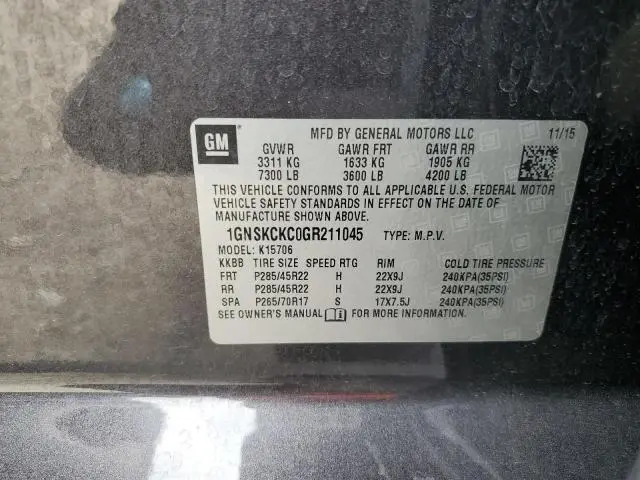 GM
MFD BY GENERAL MOTORS LLC 11/15
GVWR GAWR FRT GAWR RR
3311 KG 1633 KG 1905 KG
7300 LB 3600 LB 4200 LB
THIS VEHICLE CONFORMS TO ALL APPLICABLE U.S. FEDERAL MOTOR
VEHICLE SAFETY STANDARDS IN EFFECT ON THE DATE OF
MANUFACTURE SHOWN ABOVE.
1GNSKCKC0GR211045 TYPE: M.P.V.
MODEL: K15706
KKBB TIRE SIZE SPEED RTG RIM COLD TIRE PRESSURE
FRT P285/45R22 H 22X9J 240KPA(35PSI)
RR P285/45R22 H 22X9J 240KPA(35PSI)
SPA P265/70R17 S 17X7.5J 240KPA(35PSI)
SEE OWNER'S MANUAL FOR MORE INFORMATION.